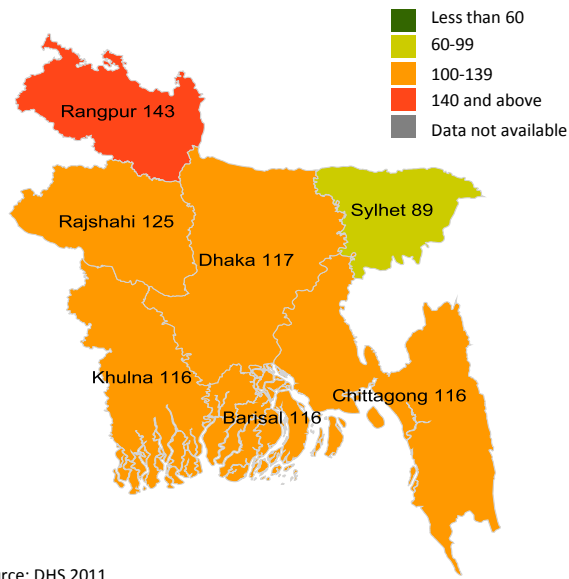 Less than 60
60-99
100-139
140 and above
Data not available
Rangpur 143
Rajshahi 125
Sylhet 89
Dhaka 117
Khulna 116
Barisal 116
Chittagong 116
urce: DHS 2011